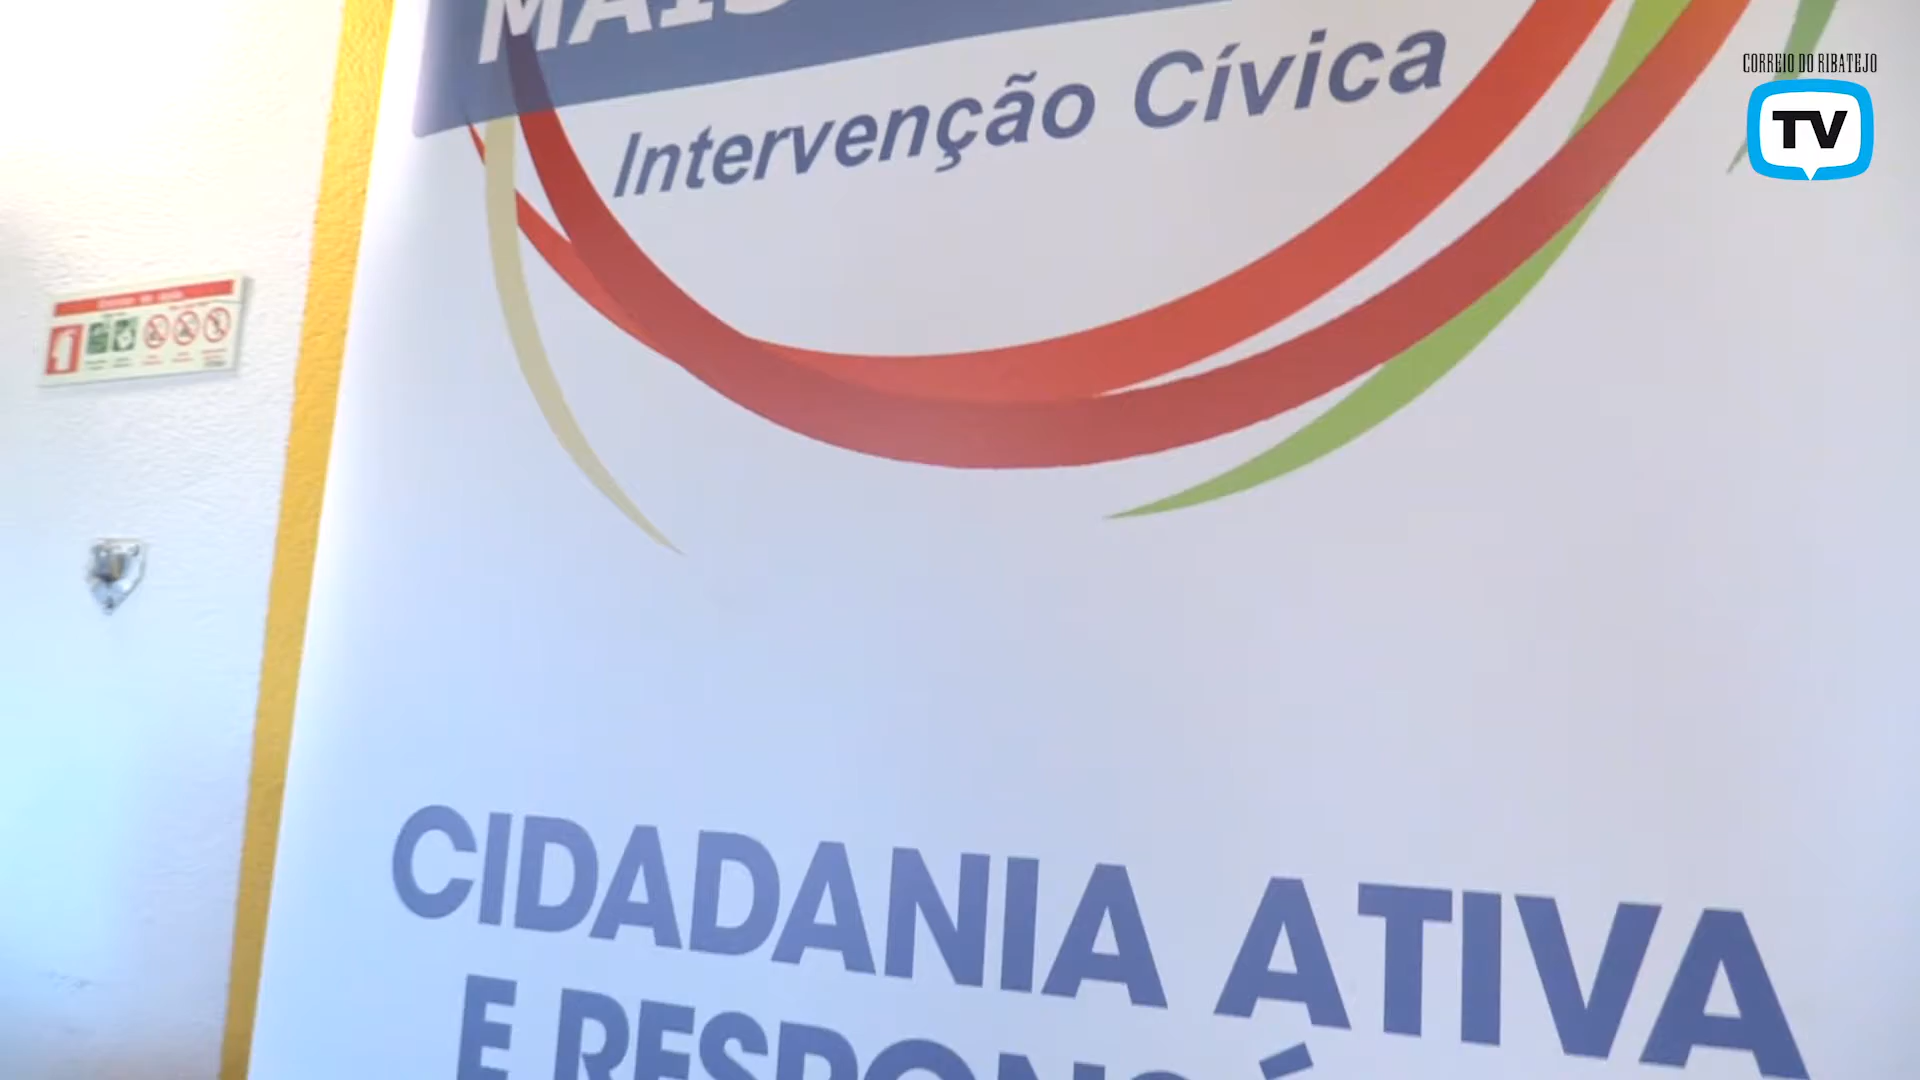 CORREIO DO RIBATEJO
TV
Intervenção Cívica
CIDADANIA ATIVA
E